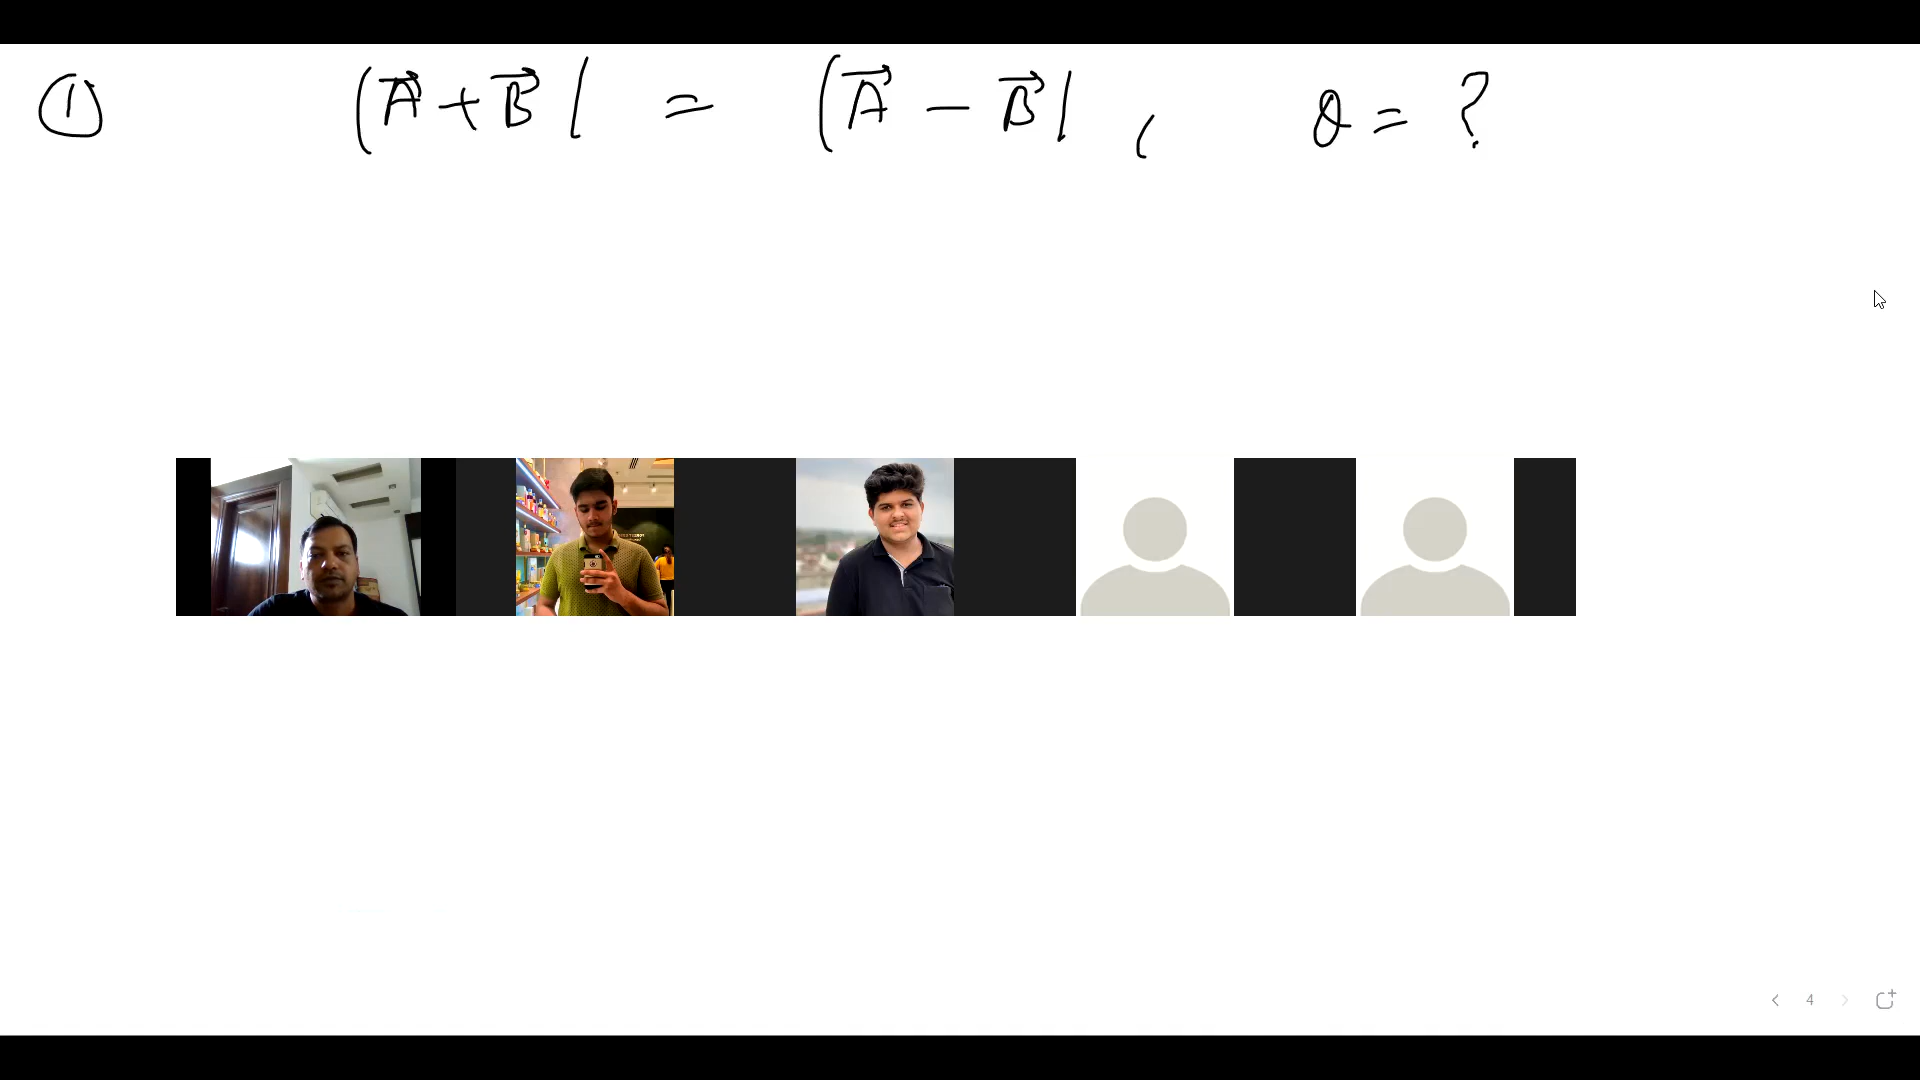 ① |A⃗ + B⃗| = |A⃗ - B⃗| , θ = ?
4